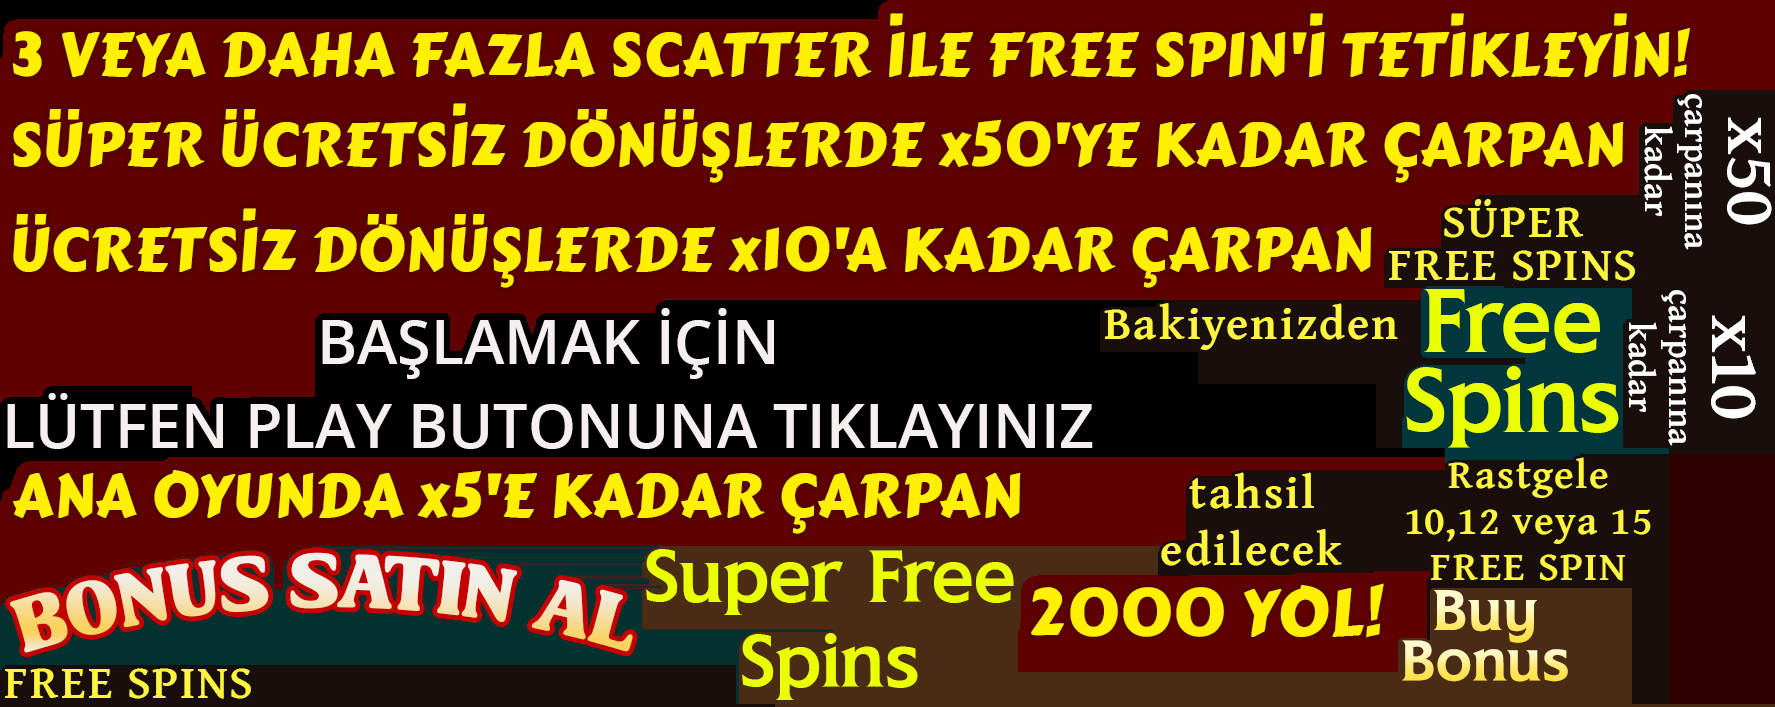 3 VEYA DAHA FAZLA SCATTER İLE FREE SPIN'İ TETİKLEYİN!
SÜPER ÜCRETSİZ DÖNÜŞLERDE x50'YE KADAR ÇARPAN
x50
çarpanına
kadar
ÜCRETSİZ DÖNÜŞLERDE x10'A KADAR ÇARPAN
SÜPER
FREE SPINS
BAŞLAMAK İÇİN
Bakiyenizden
Free
Spins
x10
çarpanına
kadar
LÜTFEN PLAY BUTONUNA TIKLAYINIZ
ANA OYUNDA x5'E KADAR ÇARPAN
tahsil
edilecek
Rastgele
10,12 veya 15
FREE SPIN
BONUS SATIN AL
Super Free
Spins
2000 YOL!
Buy
Bonus
FREE SPINS